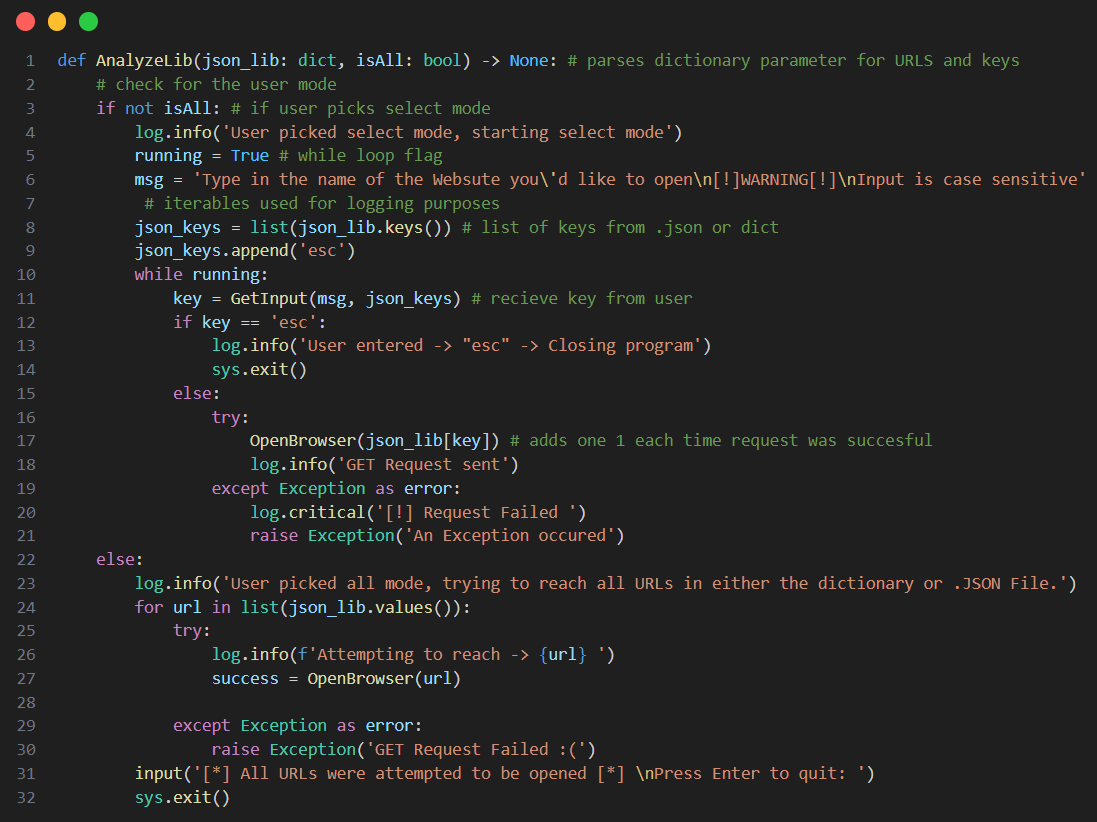 1 def AnalyzeLib(json_lib: dict, isAll: bool) -> None: # parses dictionary parameter for URLS and keys
2     # check for the user mode
3     if not isAll: # if user picks select mode
4         log.info('User picked select mode, starting select mode')
5         running = True # while loop flag
6         msg = 'Type in the name of the Websute you\'d like to open\n[!]WARNING[!]\nInput is case sensitive'
7          # iterables used for logging purposes
8         json_keys = list(json_lib.keys()) # list of keys from .json or dict
9         json_keys.append('esc')
10         while running:
11             key = GetInput(msg, json_keys) # recieve key from user
12             if key == 'esc':
13                 log.info('User entered -> "esc" -> Closing program')
14                 sys.exit()
15             else:
16                 try:
17                     OpenBrowser(json_lib[key]) # adds one 1 each time request was succesful
18                     log.info('GET Request sent')
19                 except Exception as error:
20                     log.critical('[!] Request Failed ')
21                     raise Exception('An Exception occured')
22     else:
23         log.info('User picked all mode, trying to reach all URLs in either the dictionary or .JSON File.')
24         for url in list(json_lib.values()):
25             try:
26                 log.info(f'Attempting to reach -> {url} ')
27                 success = OpenBrowser(url)
28
29             except Exception as error:
30                 raise Exception('GET Request Failed :(')
31         input('[*] All URLs were attempted to be opened [*] \nPress Enter to quit: ')
32         sys.exit()